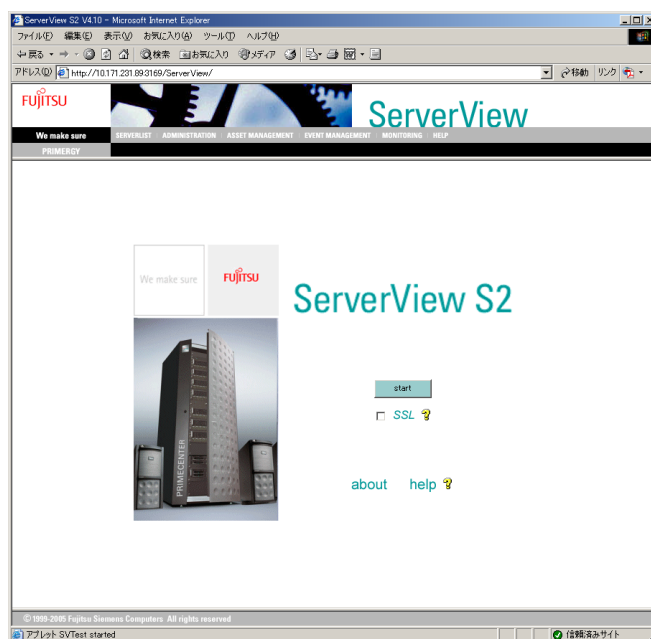 ServerView S2 V4.10 - Microsoft Internet Explorer
ファイル(F) 編集(E) 表示(V) お気に入り(A) ツール(T) ヘルプ(H)
戻る 検索 お気に入り メディア
アドレス(D) http://10.171.231.89:3169/ServerView/ 移動 リンク
FUJITSU
ServerView
We make sure SERVERLIST ADMINISTRATION ASSET MANAGEMENT EVENT MANAGEMENT MONITORING HELP
PRIMERGY
We make sure
FUJITSU
ServerView S2
PRIMECENTER
start
SSL ?
about help ?
© 1999-2005 Fujitsu Siemens Computers All rights reserved
アプレット SVTest started 信頼済みサイト